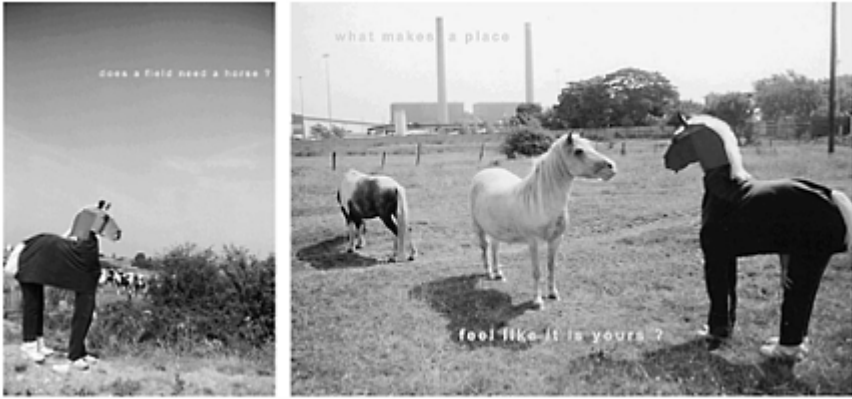 does a field need a horse ?
what makes a place
feel like it is yours ?